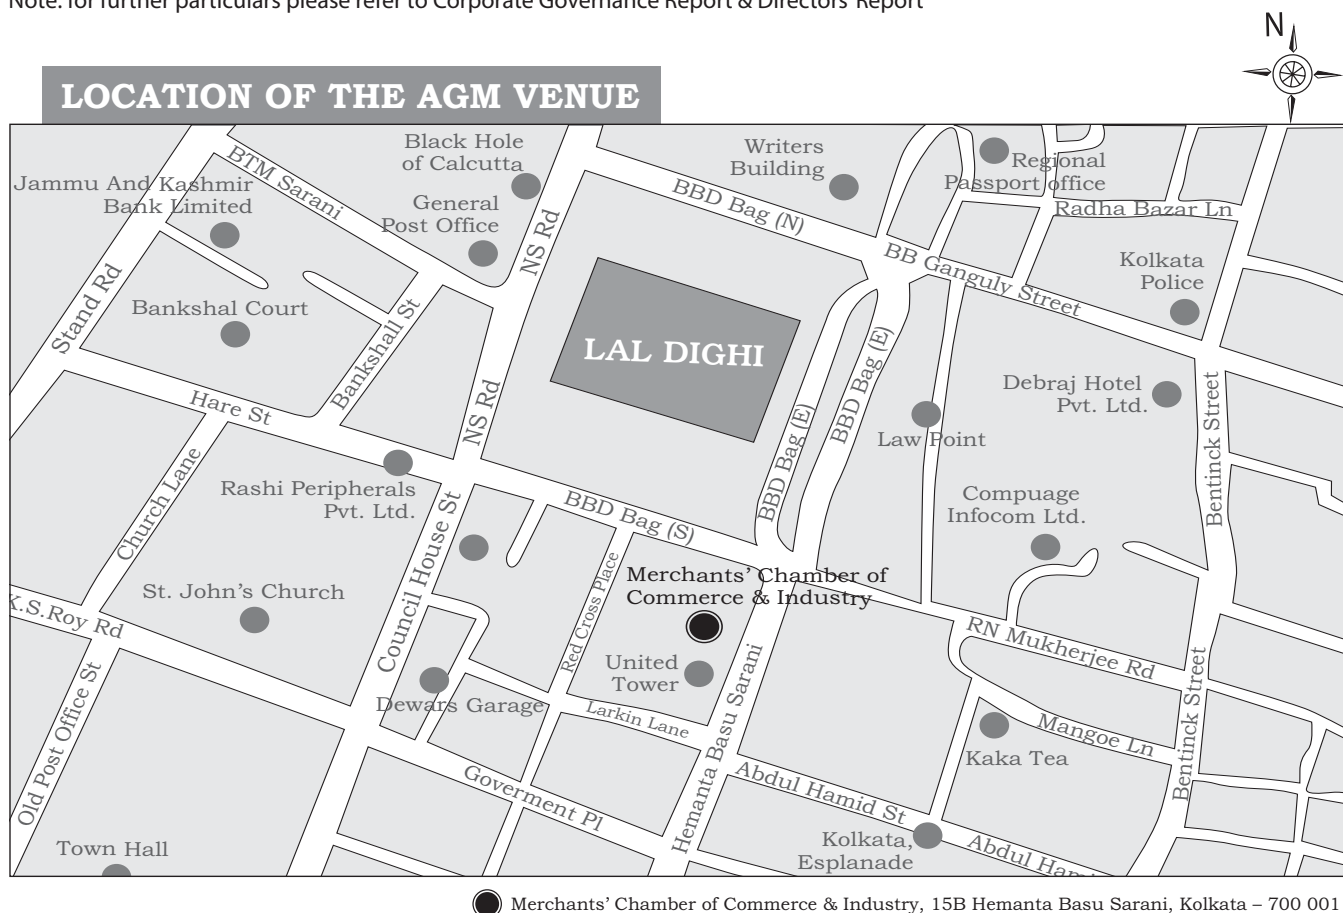 Note: for further particulars please refer to Corporate Governance Report & Directors' Report
N
LOCATION OF THE AGM VENUE
Black Hole
of Calcutta
Writers
Building
Regional
Passport office
BTM Sarani
Jammu And Kashmir
Bank Limited
General
Post Office
NS Rd
BBD Bag (N)
Radha Bazar Ln
BB Ganguly Street
Kolkata
Police
Stand Rd
Bankshal Court
Bankshall St
LAL DIGHI
BBD Bag (E)
BBD Bag (E)
Debraj Hotel
Pvt. Ltd.
Bentinck Street
Hare St
NS Rd
Law Point
Church Lane
Rashi Peripherals
Pvt. Ltd.
BBD Bag (S)
Compuage
Infocom Ltd.
Council House St
Red Cross Place
Merchants' Chamber of
Commerce & Industry
St. John's Church
K.S.Roy Rd
RN Mukherjee Rd
United
Tower
Hemanta Basu Sarani
Old Post Office St
Dewars Garage
Larkin Lane
Mangoe Ln
Bentinck Street
Kaka Tea
Goverment Pl
Abdul Hamid St
Kolkata,
Esplanade
Abdul Hami
Town Hall
Merchants' Chamber of Commerce & Industry, 15B Hemanta Basu Sarani, Kolkata – 700 001